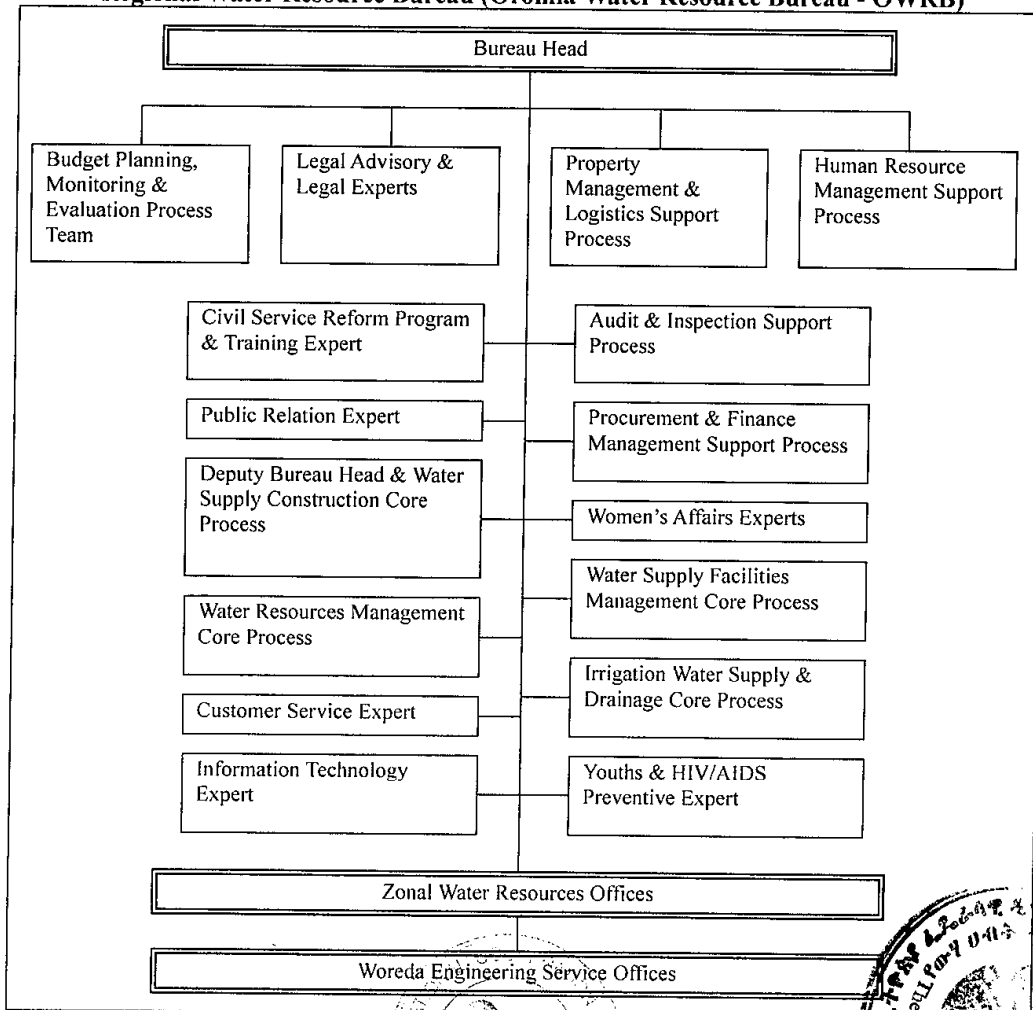 Regional Water Resource Bureau (Oromia Water Resource Bureau - OWRB)
Bureau Head
Budget Planning,
Monitoring &
Evaluation Process
Team
Legal Advisory &
Legal Experts
Property
Management &
Logistics Support
Process
Human Resource
Management Support
Process
Civil Service Reform Program
& Training Expert
Audit & Inspection Support
Process
Public Relation Expert
Procurement & Finance
Management Support Process
Deputy Bureau Head & Water
Supply Construction Core
Process
Women's Affairs Experts
Water Supply Facilities
Management Core Process
Water Resources Management
Core Process
Irrigation Water Supply &
Drainage Core Process
Customer Service Expert
Information Technology
Expert
Youths & HIV/AIDS
Preventive Expert
Zonal Water Resources Offices
Woreda Engineering Service Offices
The